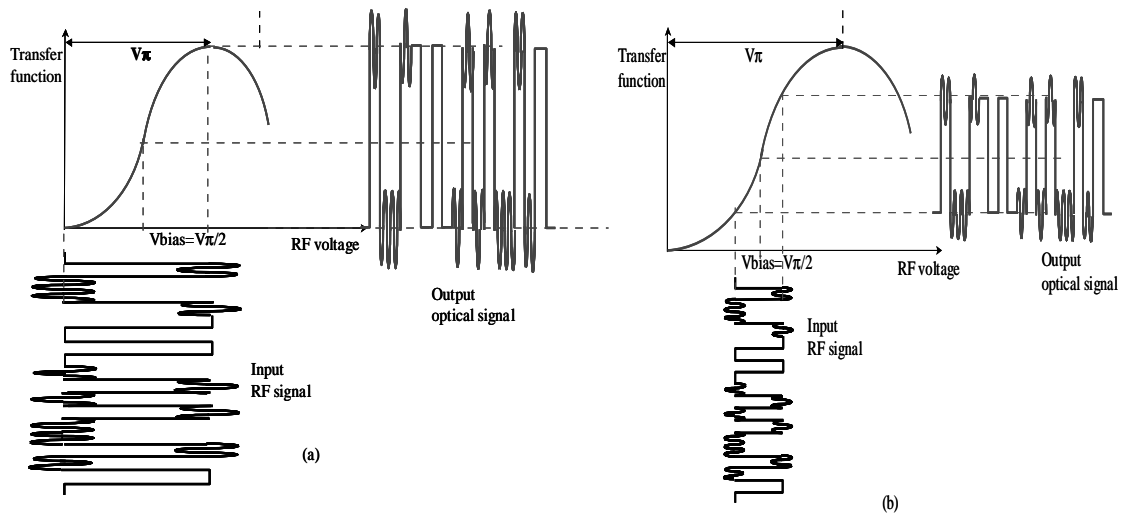 Transfer
function
Vπ
Vbias=Vπ/2
RF voltage
Output
optical signal
Input
RF signal
(a)
Transfer
function
Vπ
Vbias=Vπ/2
RF voltage
Output
optical signal
Input
RF signal
(b)